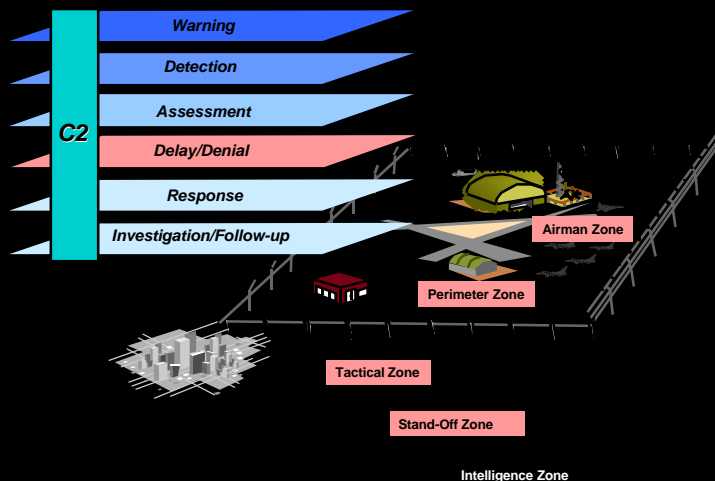 Warning
Detection
Assessment
C2
Delay/Denial
Response
Investigation/Follow-up
Airman Zone
Perimeter Zone
Tactical Zone
Stand-Off Zone
Intelligence Zone